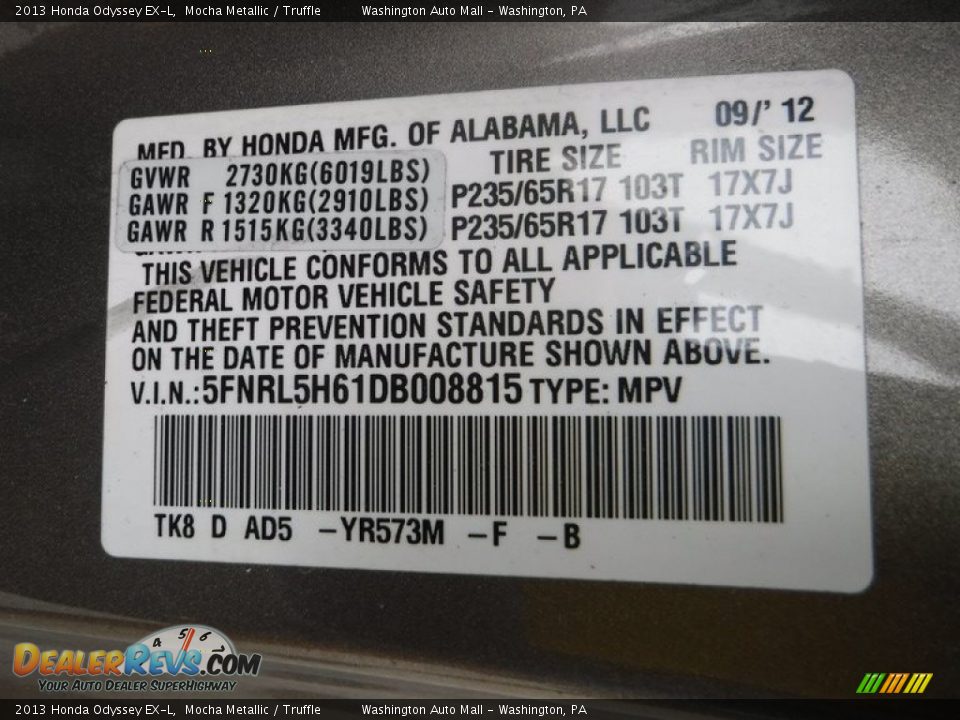 2013 Honda Odyssey EX-L, Mocha Metallic / Truffle Washington Auto Mall - Washington, PA
MFD. BY HONDA MFG. OF ALABAMA, LLC 09/' 12
TIRE SIZE RIM SIZE
GVWR 2730KG(6019LBS)
GAWR F 1320KG(2910LBS) P235/65R17 103T 17X7J
GAWR R 1515KG(3340LBS) P235/65R17 103T 17X7J
THIS VEHICLE CONFORMS TO ALL APPLICABLE
FEDERAL MOTOR VEHICLE SAFETY
AND THEFT PREVENTION STANDARDS IN EFFECT
ON THE DATE OF MANUFACTURE SHOWN ABOVE.
V.I.N.:5FNRL5H61DB008815 TYPE: MPV
TK8 D AD5 -YR573M -F -B
4 5 6 7
DEALERREVS.COM
YOUR AUTO DEALER SUPERHIGHWAY
2013 Honda Odyssey EX-L, Mocha Metallic / Truffle Washington Auto Mall - Washington, PA